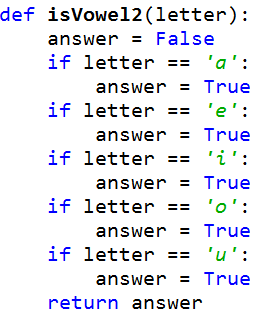 def isVowel2(letter):
    answer = False
    if letter == 'a':
        answer = True
    if letter == 'e':
        answer = True
    if letter == 'i':
        answer = True
    if letter == 'o':
        answer = True
    if letter == 'u':
        answer = True
    return answer